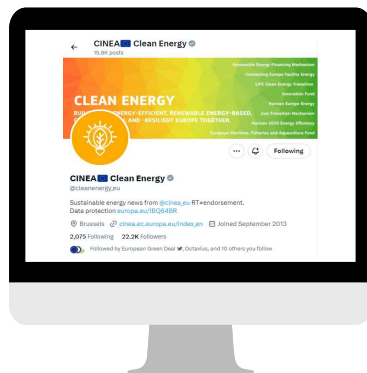 CINEA🇪🇺 Clean Energy
15.8K posts
Renewable Energy Financing Mechanism
Connecting Europe Facility Energy
LIFE Clean Energy Transition
Innovation Fund
Horizon Europe Energy
Just Transition Mechanism
Horizon 2020 Energy Efficiency
European Maritime, Fisheries and Aquaculture Fund
CLEAN ENERGY
ENERGY-EFFICIENT, RENEWABLE ENERGY-BASED,
AND -RESILIENT EUROPE TOGETHER
Following
CINEA🇪🇺 Clean Energy
@cleanenergy_eu
Sustainable energy news from @cinea_eu RT≠endorsement.
Data protection europa.eu/!BQ64BR
Brussels cinea.ec.europa.eu/index_en Joined September 2013
2,075 Following 22.2K Followers
Followed by European Green Deal, Octavius, and 10 others you follow